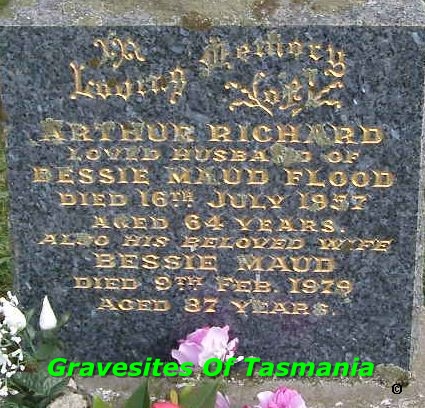 In Loving Memory
of
ARTHUR RICHARD
LOVED HUSBAND OF
BESSIE MAUD FLOOD
DIED 16TH JULY 1957
AGED 64 YEARS.
ALSO HIS BELOVED WIFE
BESSIE MAUD
DIED 9TH FEB. 1979
AGED 87 YEARS
Gravesites Of Tasmania
©